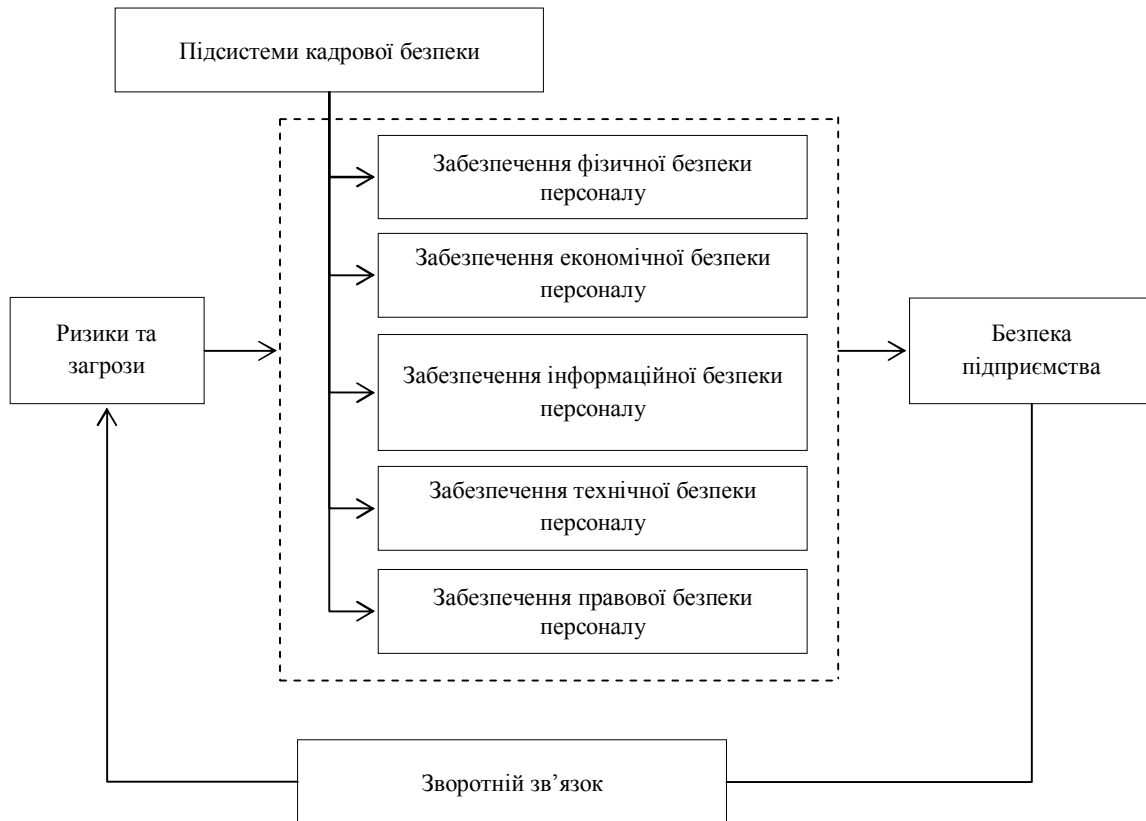 Підсистеми кадрової безпеки
Забезпечення фізичної безпеки
персоналу
Забезпечення економічної безпеки
персоналу
Ризики та
загрози
Забезпечення інформаційної безпеки
персоналу
Безпека
підприємства
Забезпечення технічної безпеки
персоналу
Забезпечення правової безпеки
персоналу
Зворотній зв’язок